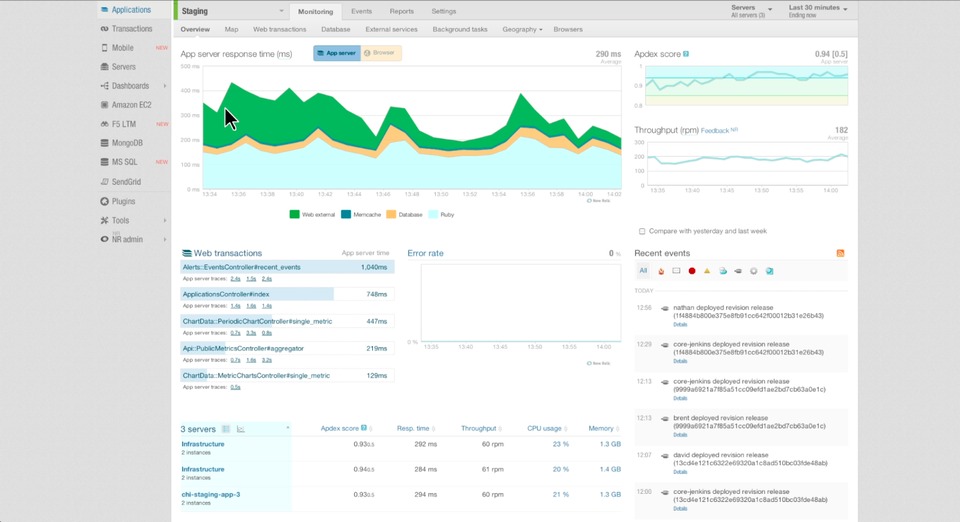 Applications
Transactions
Mobile NEW
Servers
Dashboards
Amazon EC2
F5 LTM NEW
MongoDB
MS SQL NEW
SendGrid
Plugins
Tools
NR admin
Staging
Monitoring Events Reports Settings
Servers
All servers (3)
Last 30 minutes
Ending now
Overview Map Web transactions Database External services Background tasks Geography Browsers
App server response time (ms)
App server Browser
290 ms
Average
500 ms
400 ms
300 ms
200 ms
100 ms
0 ms
13:34 13:36 13:38 13:40 13:42 13:44 13:46 13:48 13:50 13:52 13:54 13:56 13:58 14:00 14:02
Web external Memcache Database Ruby
Apdex score ?
0.94 [0.5]
App server
1
0.9
0.8
Throughput (rpm) Feedback NR
182
Average
300
200
100
0
13:35 13:40 13:45 13:50 13:55 14:00
Compare with yesterday and last week
Web transactions App server time
Alerts::EventsController#recent_events 1,040ms
App server traces: 2.4s 1.5s 2.4s
ApplicationsController#index 748ms
App server traces: 1.4s 1.6s 1.4s
ChartData::PeriodicChartController#single_metric 447ms
App server traces: 0.7s 3.3s 0.8s
Api::PublicMetricsController#aggregator 219ms
App server traces: 0.7s 1.6s 3.2s
ChartData::MetricChartsController#single_metric 129ms
App server traces: 0.5s
Error rate
0 %
0 %
13:35 13:40 13:45 13:50 13:55 14:00
Recent events
All
TODAY
12:56 nathan deployed revision release
(1f4884b800e375e8fb91cc642f00012b31e26b43)
Details
12:29 core-jenkins deployed revision release
(1f4884b800e375e8fb91cc642f00012b31e26b43)
Details
12:13 core-jenkins deployed revision release
(9999a6921a7f85a51cc09efd1ae2bd7cb63a0e1c)
Details
12:13 brent deployed revision release
(9999a6921a7f85a51cc09efd1ae2bd7cb63a0e1c)
Details
12:07 david deployed revision release
(13cd4e121c6322e69320a1c8ad510bc03fde48ab)
Details
12:00 core-jenkins deployed revision release
(13cd4e121c6322e69320a1c8ad510bc03fde48ab)
Details
3 servers Apdex score ? Resp. time Throughput CPU usage Memory
Infrastructure 0.930.5 292 ms 60 rpm 23 % 1.3 GB
2 instances
Infrastructure 0.940.5 284 ms 61 rpm 20 % 1.4 GB
2 instances
chi-staging-app-3 0.930.5 294 ms 60 rpm 21 % 1.3 GB
2 instances